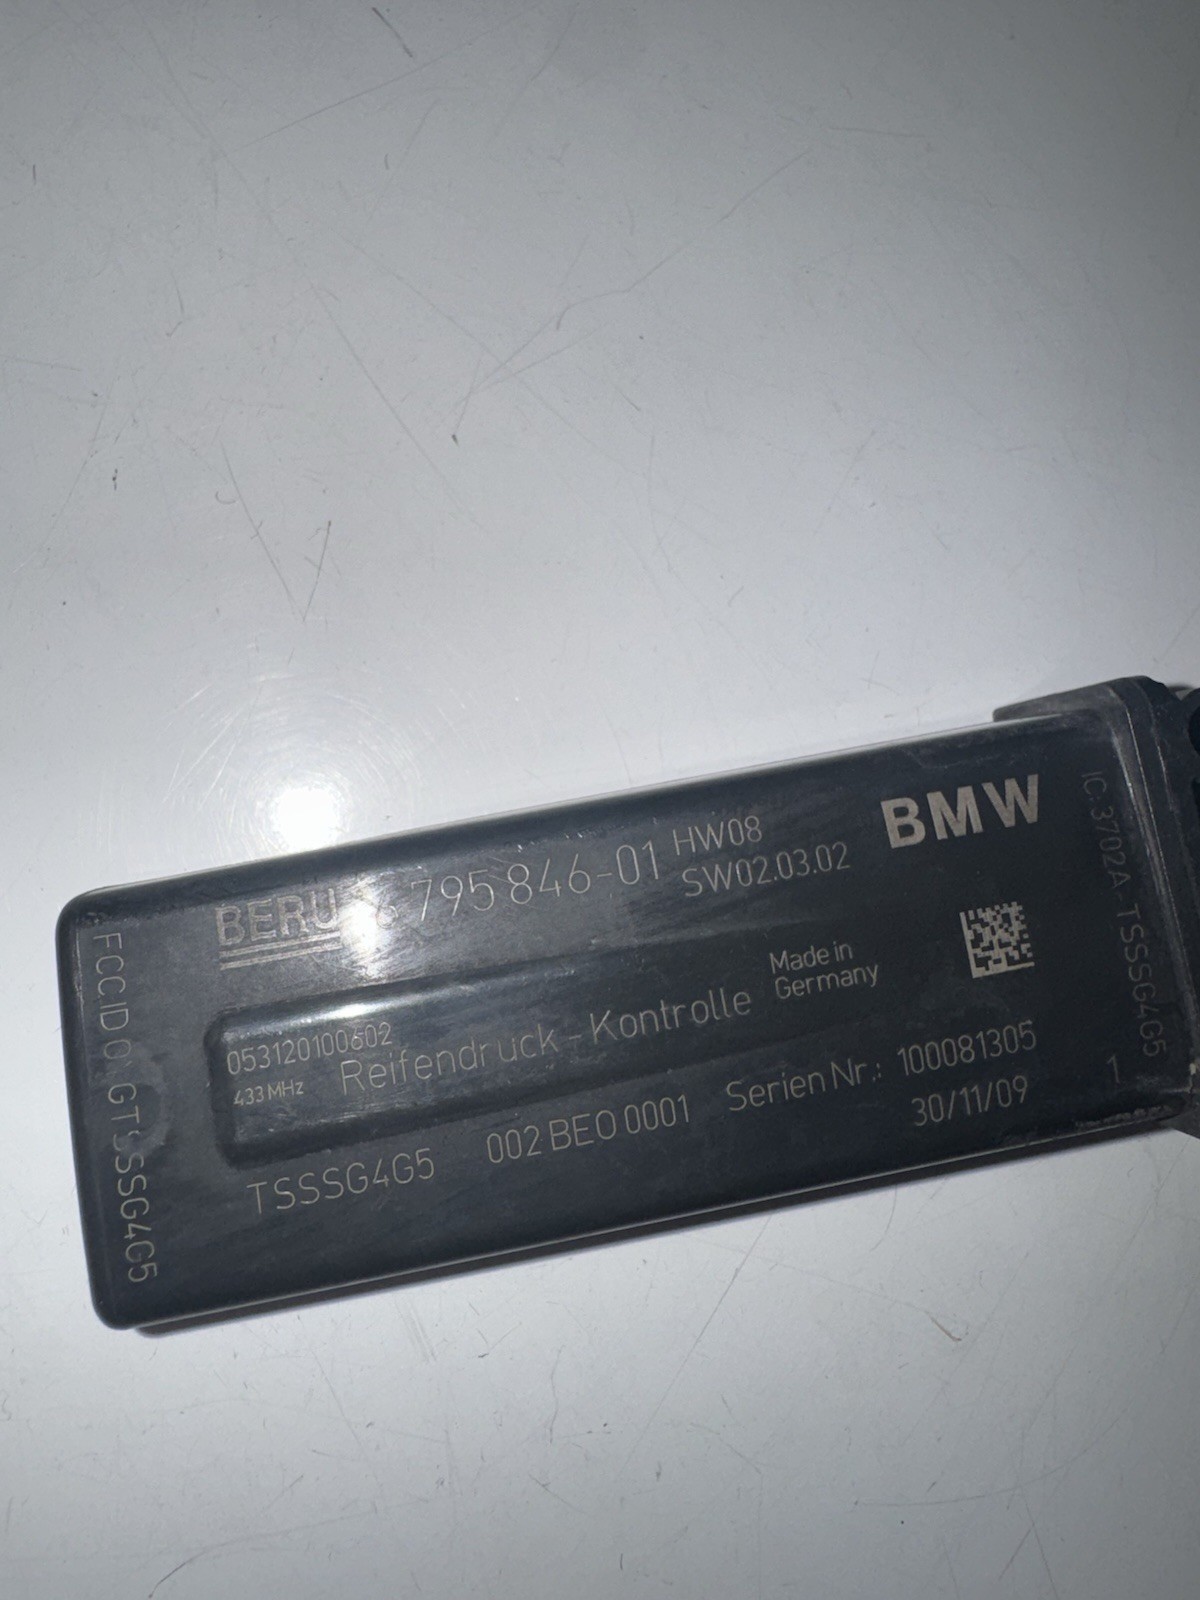 BERU 6 795 846-01 HW08
SW02.03.02
BMW
Made in
Germany
053120100602
433 MHz
Reifendruck-Kontrolle
TSSSG4G5 002 BE0 0001 Serien Nr.: 100081305
30/11/09
1
IC:3702A-TSSSG4G5